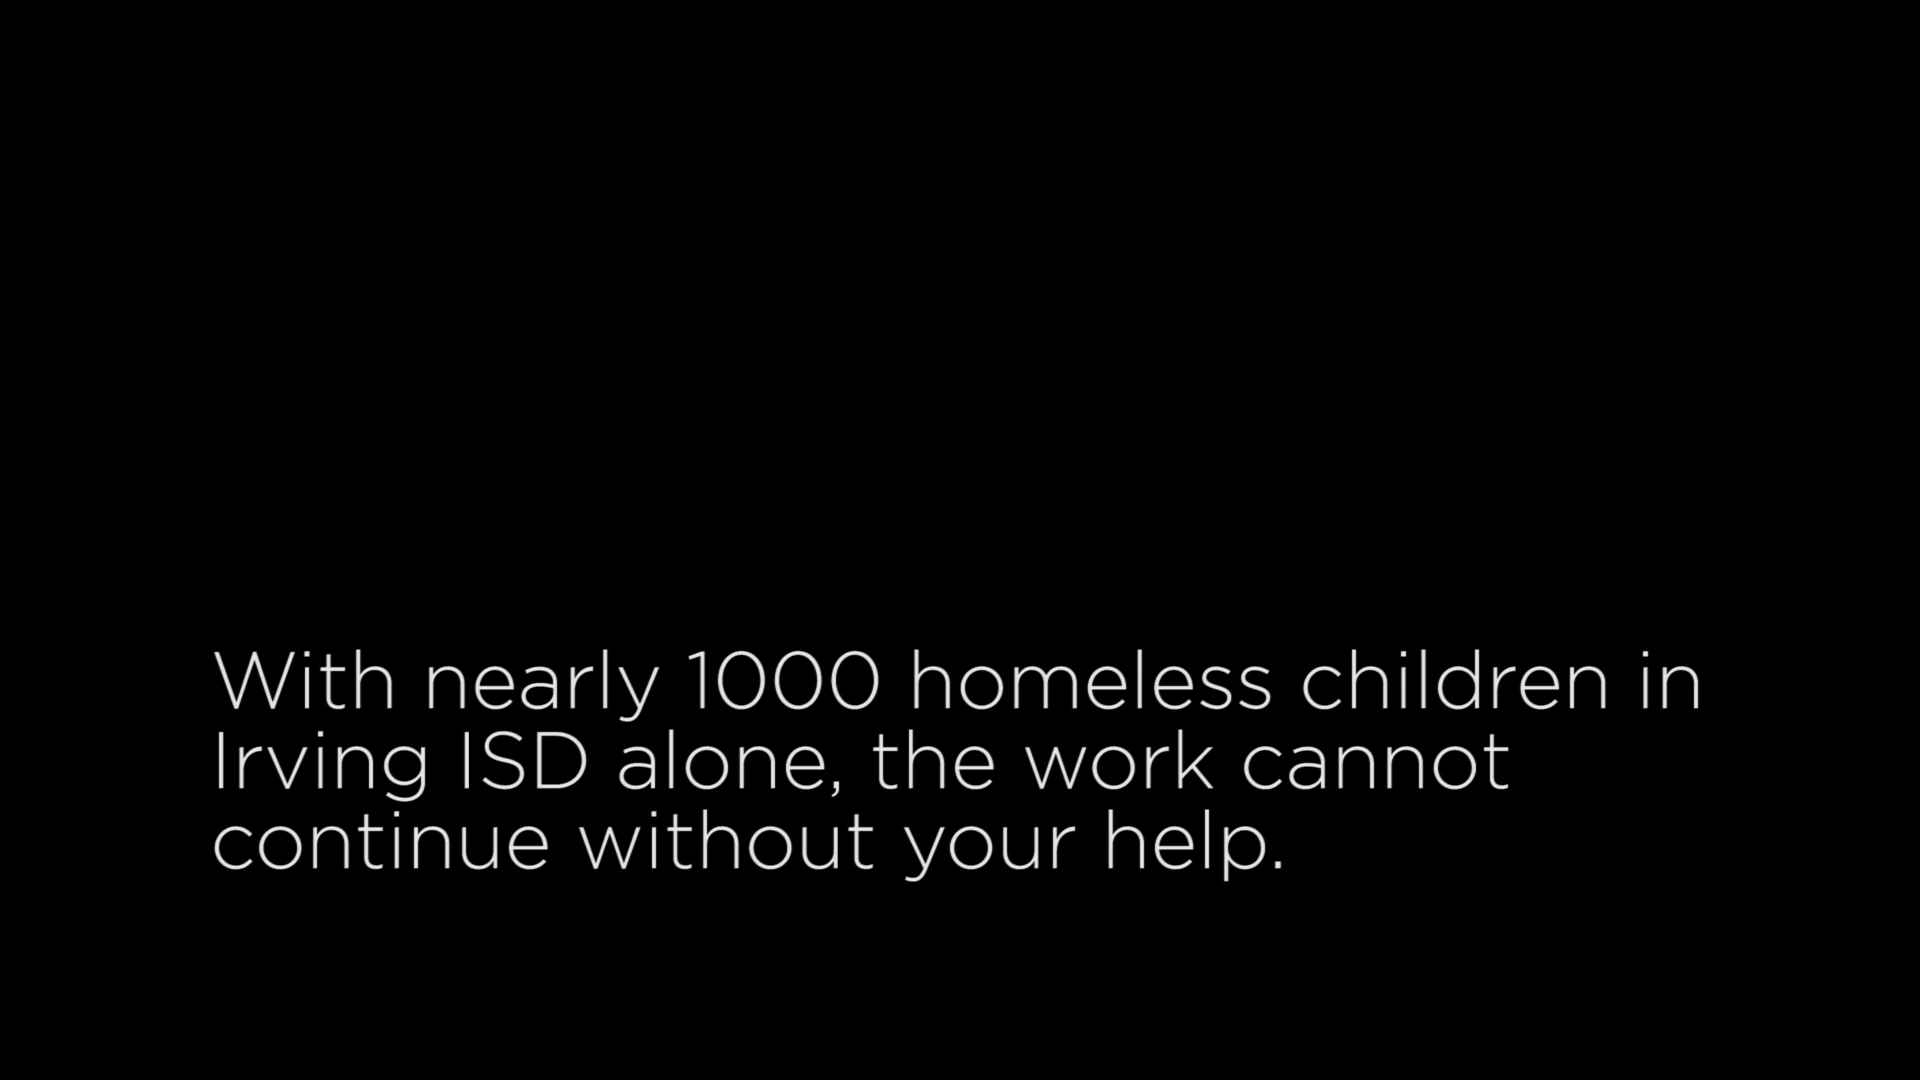 With nearly 1000 homeless children in
Irving ISD alone, the work cannot
continue without your help.